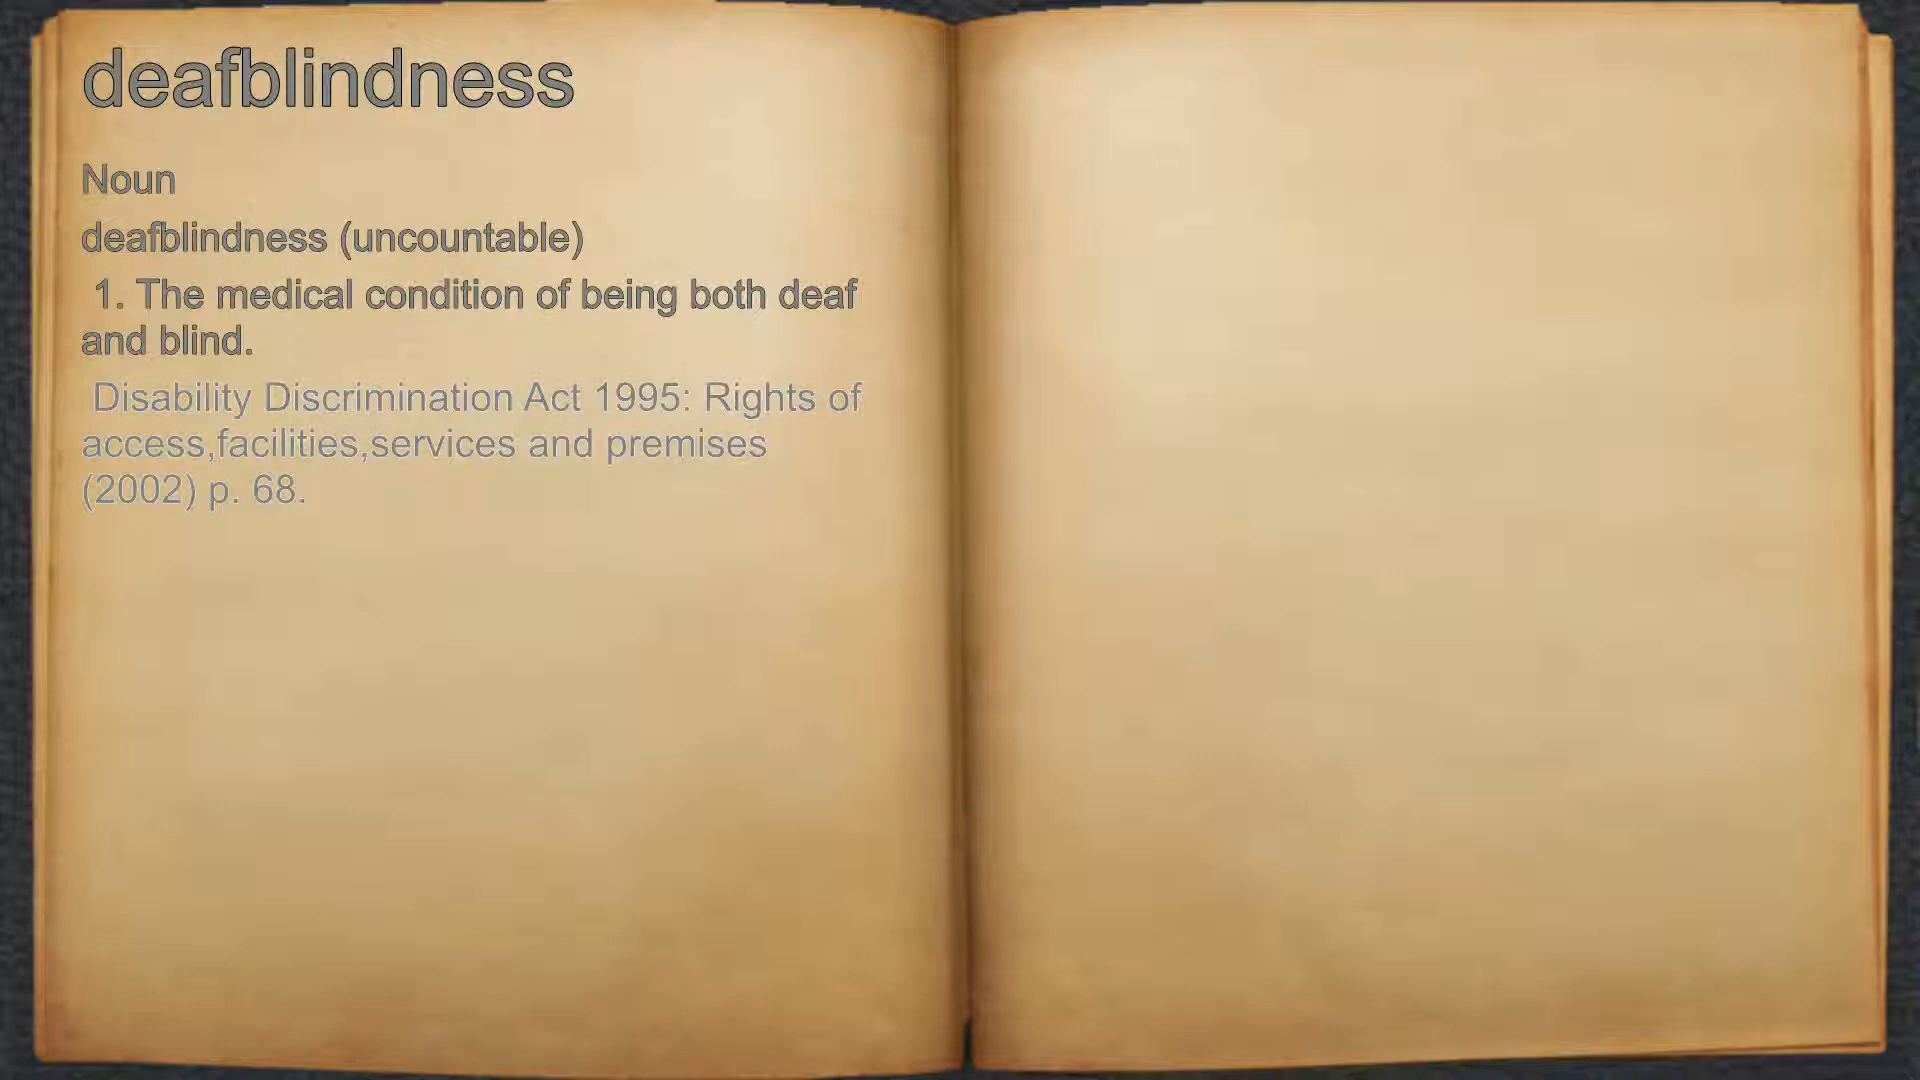 deafblindness
Noun
deafblindness (uncountable)
1. The medical condition of being both deaf
and blind.
Disability Discrimination Act 1995: Rights of
access,facilities,services and premises
(2002) p. 68.